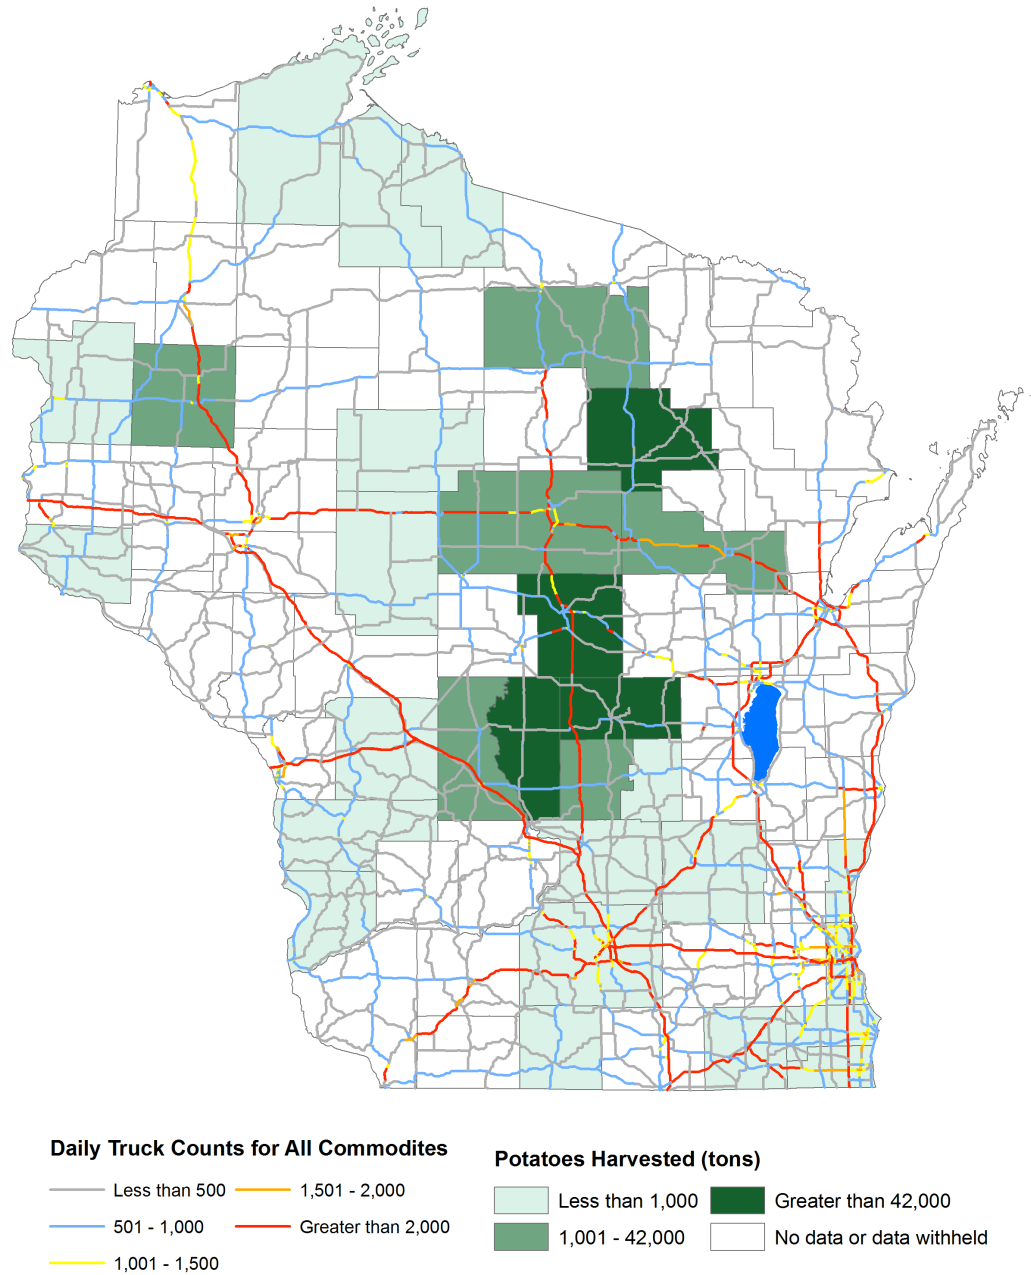 Daily Truck Counts for All Commodites
Less than 500
1,501 - 2,000
501 - 1,000
Greater than 2,000
1,001 - 1,500
Potatoes Harvested (tons)
Less than 1,000
Greater than 42,000
1,001 - 42,000
No data or data withheld